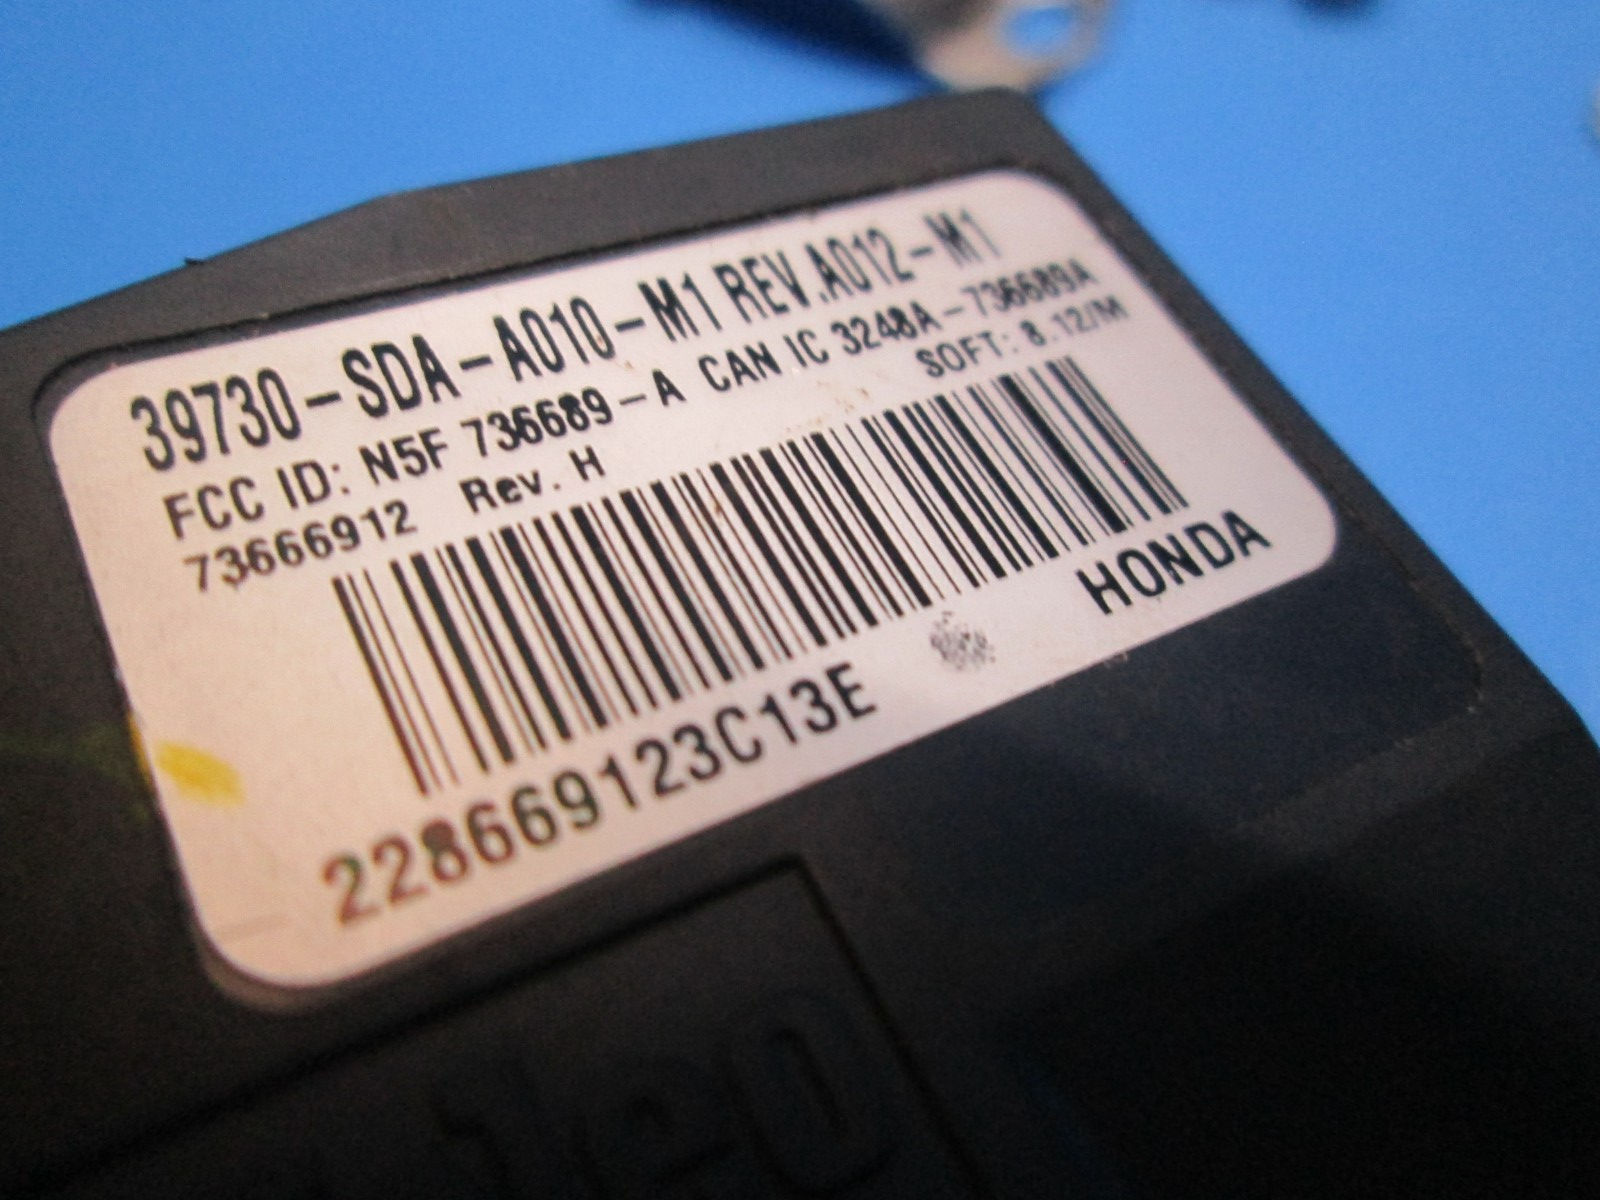 39730-SDA-A010-M1 REV.A012-M1
FCC ID: N5F 736689-A CAN IC 3248A-736689A
73666912 Rev. H SOFT: 8.12/M
HONDA
228669123C13E